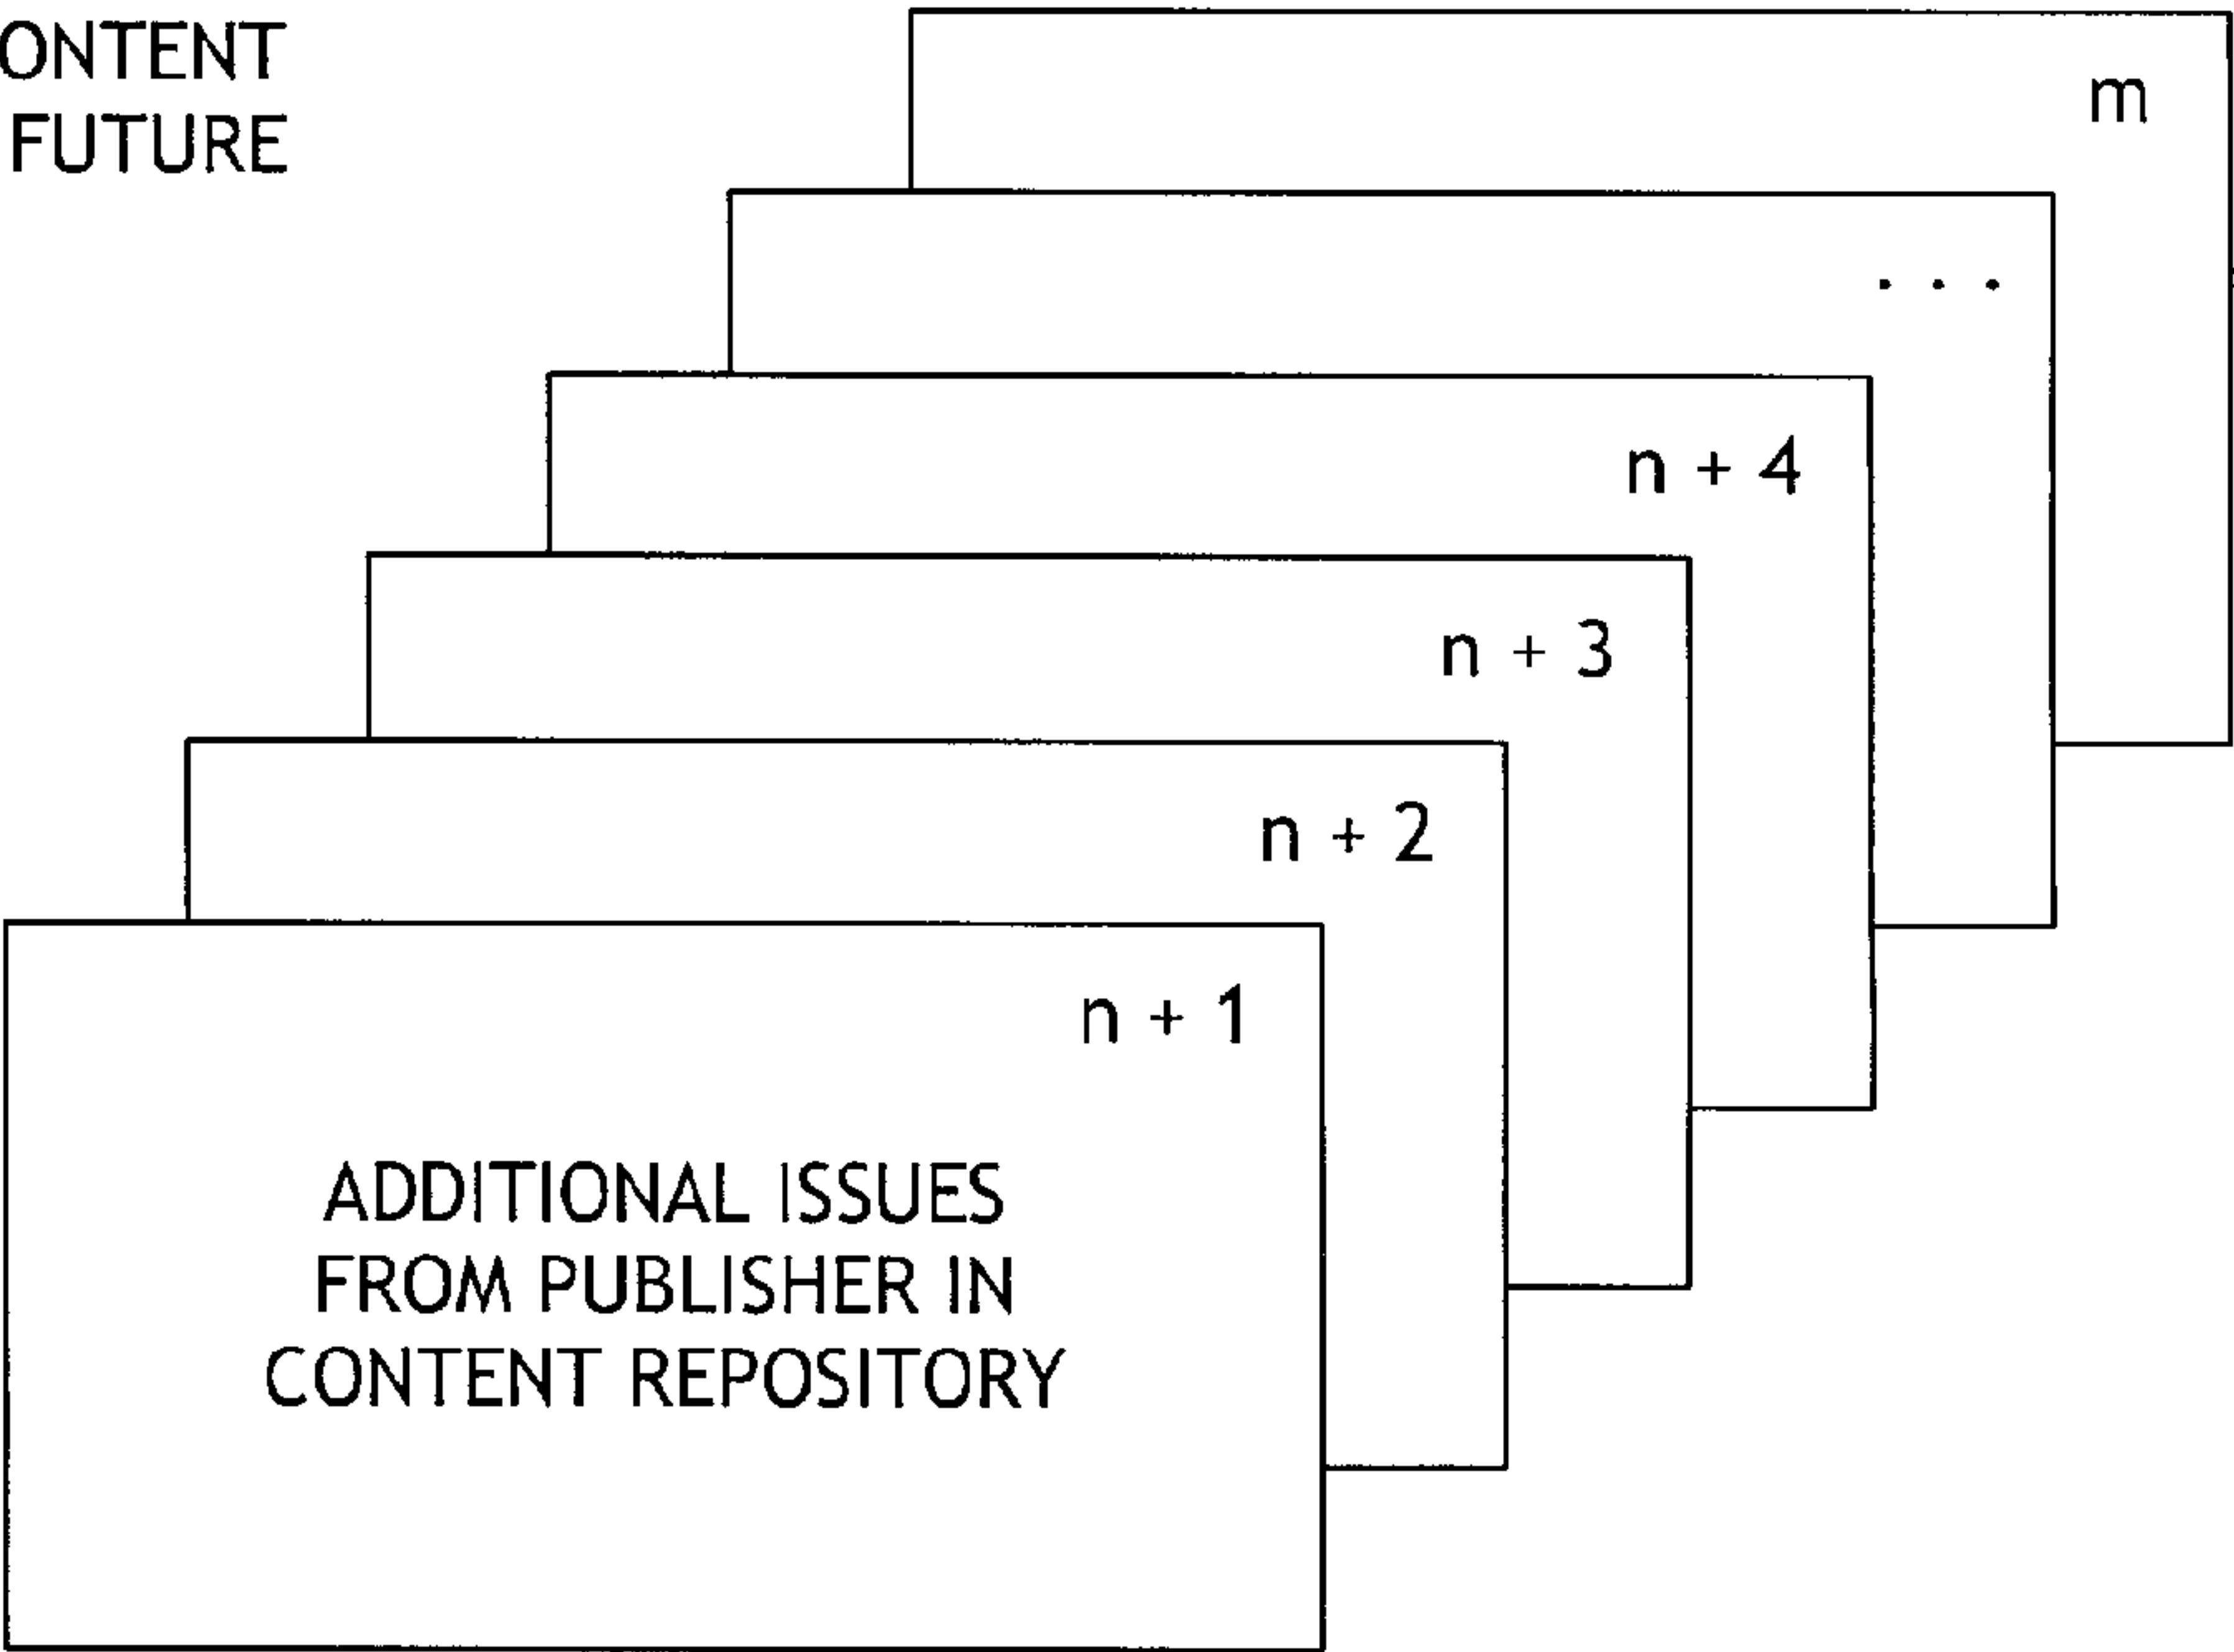 ONTENT
FUTURE
m
. . .
n + 4
n + 3
n + 2
n + 1
ADDITIONAL ISSUES
FROM PUBLISHER IN
CONTENT REPOSITORY